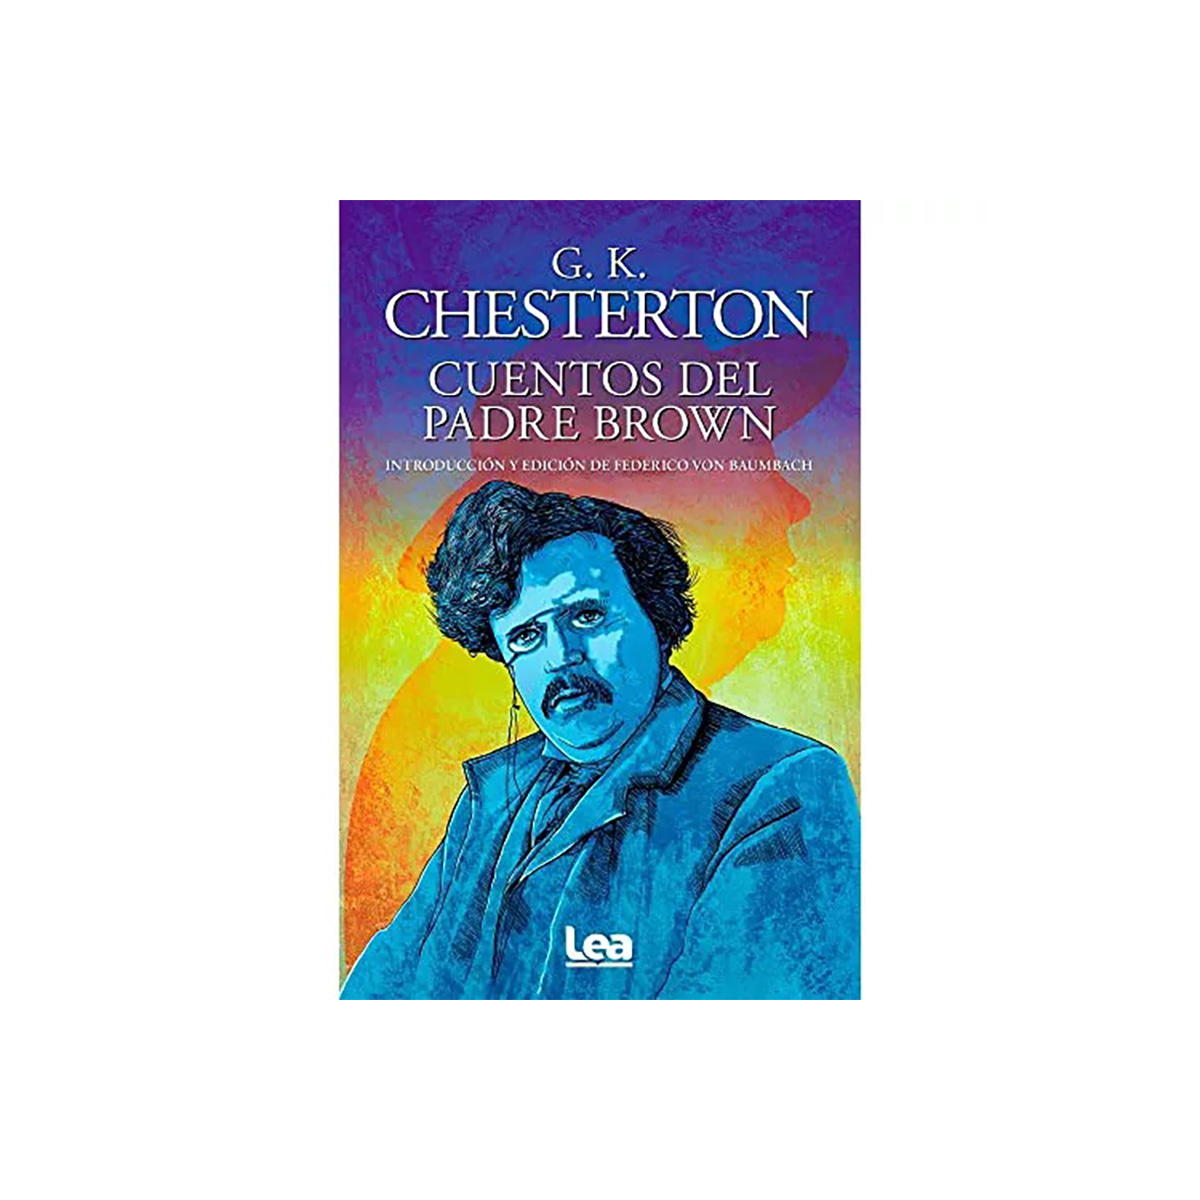 G. K.
CHESTERTON
CUENTOS DEL
PADRE BROWN
INTRODUCCIÓN Y EDICIÓN DE FEDERICO VON BAUMBACH
Lea